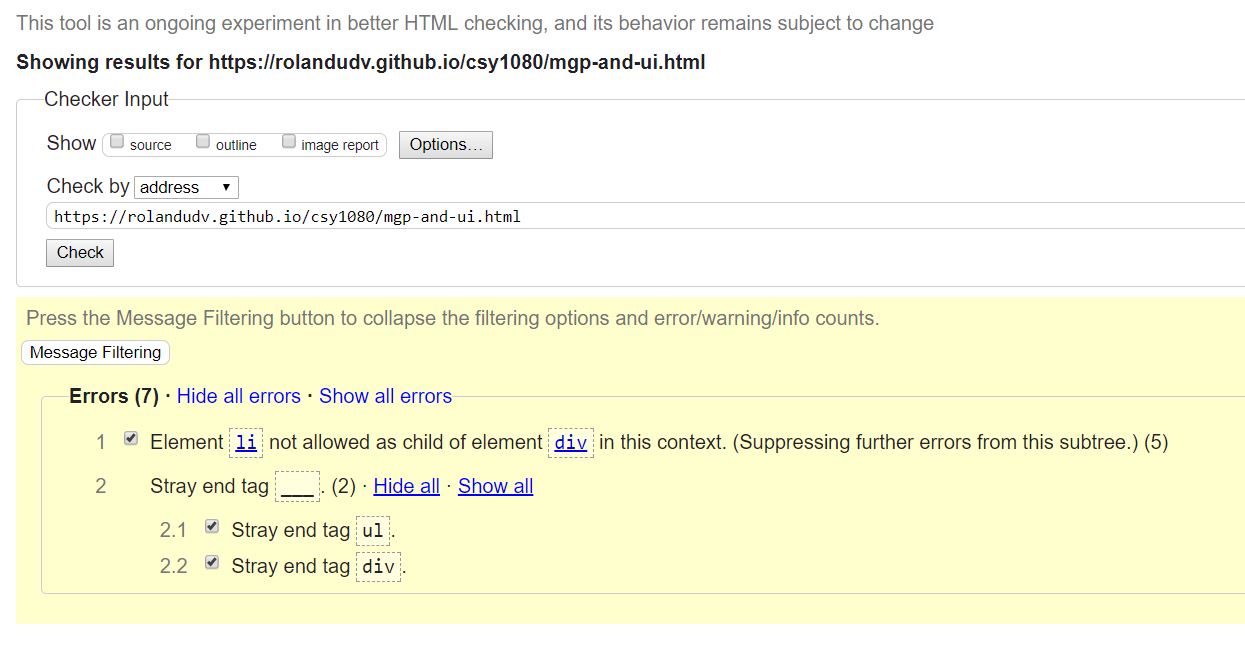 This tool is an ongoing experiment in better HTML checking, and its behavior remains subject to change
Showing results for https://rolandudv.github.io/csy1080/mgp-and-ui.html
Checker Input
Show source outline image report Options...
Check by address
https://rolandudv.github.io/csy1080/mgp-and-ui.html
Check
Press the Message Filtering button to collapse the filtering options and error/warning/info counts.
Message Filtering
Errors (7) · Hide all errors · Show all errors
1 Element li not allowed as child of element div in this context. (Suppressing further errors from this subtree.) (5)
2 Stray end tag ___. (2) · Hide all · Show all
2.1 Stray end tag ul.
2.2 Stray end tag div.